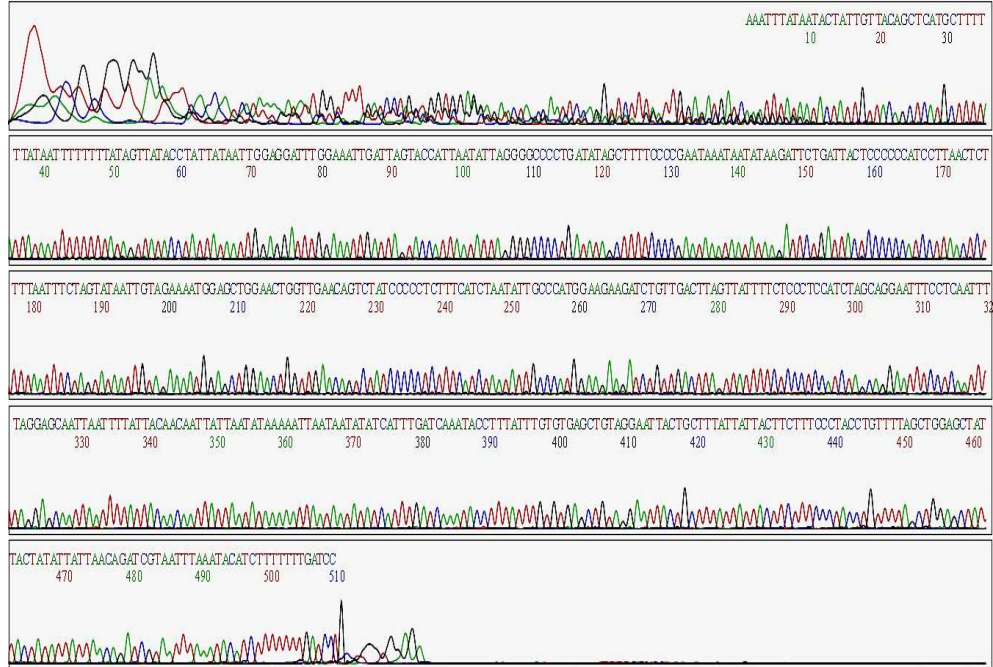 AAATTTATAATACTATTGTTACAGCTCATGCTTTT
10 20 30
TTATAATTTTTTTTATAGTTATACCTATTATAATTGGAGGATTTGGAAATTGATTAGTACCATTAATATTAGGGGCCCCTGATATAGCTTTTCCCCGAATAAATAATATAAGATTCTGATTACTCCCCCCATCCTTAACTCT
40 50 60 70 80 90 100 110 120 130 140 150 160 170
TTTAATTTCTAGTATAATTGTAGAAAATGGAGCTGGAACTGGTTGAACAGTCTATCCCCCTCTTTCATCTAATATTGCCCATGGAAGAAGATCTGTTGACTTAGTTATTTTCTCCCTCCATCTAGCAGGAATTTCCTCAATTT
180 190 200 210 220 230 240 250 260 270 280 290 300 310 32
TAGGAGCAATTAATTTTATTACAACAATTATTAATATAAAAATTAATAATATATCATTTGATCAAATACCTTTATTTGTGTGAGCTGTAGGAATTACTGCTTTATTATTACTTCTTTCCCTACCTGTTTTAGCTGGAGCTAT
330 340 350 360 370 380 390 400 410 420 430 440 450 460
TACTATATTATTAACAGATCGTAATTTAAATACATCTTTTTTTGATCC
470 480 490 500 510